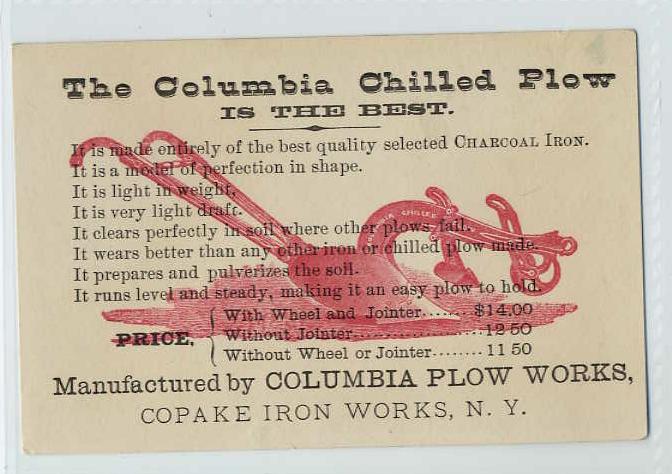 The Columbia Chilled Plow
IS THE BEST.
It is made entirely of the best quality selected CHARCOAL IRON.
It is a model of perfection in shape.
It is light in weight.
It is very light draft.
It clears perfectly in soil where other plows fail.
COLUMBIA CHILLED
It wears better than any other iron or chilled plow made.
It prepares and pulverizes the soil.
It runs level and steady, making it an easy plow to hold.
PRICE,
With Wheel and Jointer....... $14.00
Without Jointer....................12 50
Without Wheel or Jointer........ 11 50
Manufactured by COLUMBIA PLOW WORKS,
COPAKE IRON WORKS, N. Y.